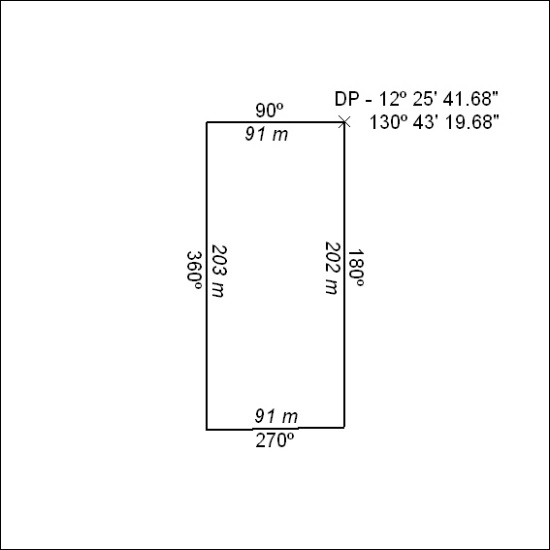 DP - 12º 25' 41.68"
130º 43' 19.68"
90º
91 m
360º
203 m
202 m
180º
91 m
270º